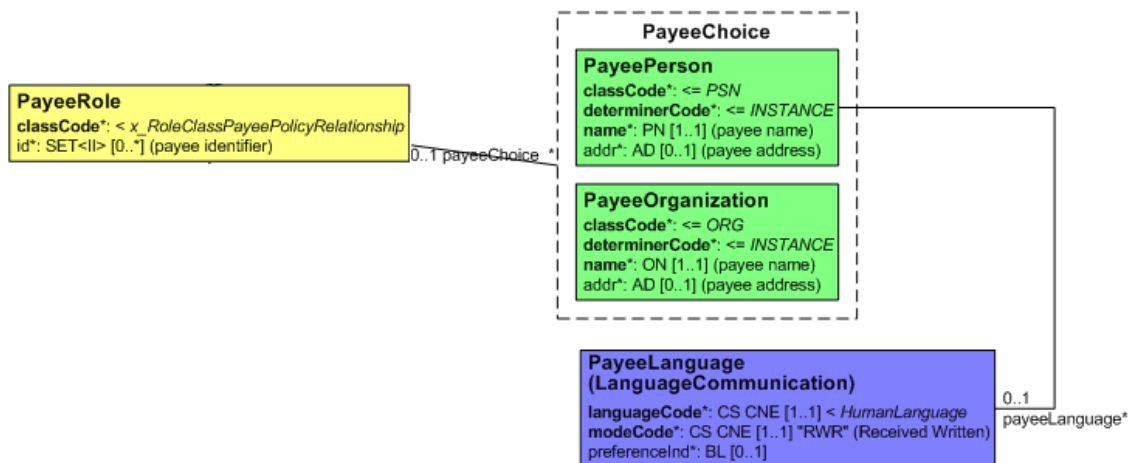 PayeeRole
classCode*: < x_RoleClassPayeePolicyRelationship
id*: SET<II> [0..*] (payee identifier)
0..1 payeeChoice *
PayeeChoice
PayeePerson
classCode*: <= PSN
determinerCode*: <= INSTANCE
name*: PN [1..1] (payee name)
addr*: AD [0..1] (payee address)
PayeeOrganization
classCode*: <= ORG
determinerCode*: <= INSTANCE
name*: ON [1..1] (payee name)
addr*: AD [0..1] (payee address)
PayeeLanguage
(LanguageCommunication)
languageCode*: CS CNE [1..1] < HumanLanguage
modeCode*: CS CNE [1..1] "RWR" (Received Written)
preferenceInd*: BL [0..1]
0..1
payeeLanguage*